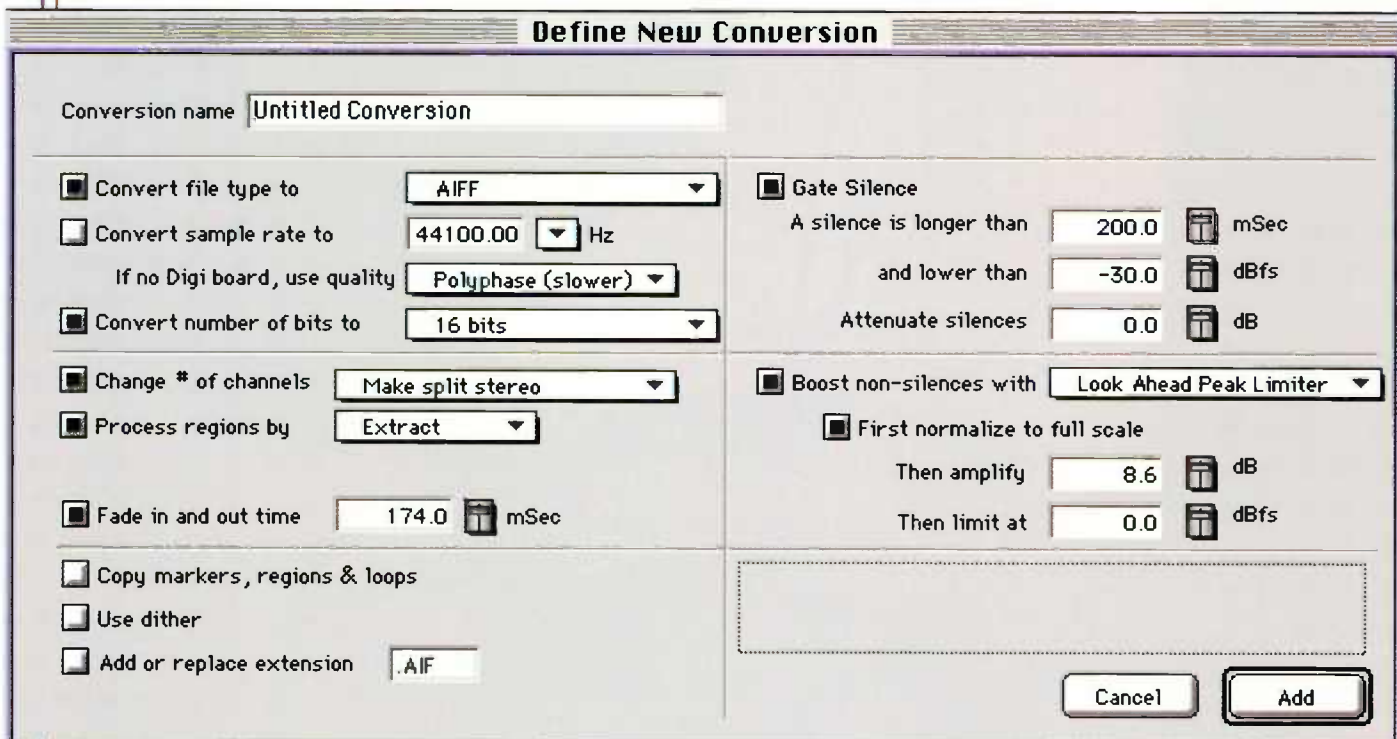 Define New Conversion
Conversion name Untitled Conversion
Convert file type to AIFF
Convert sample rate to 44100.00 Hz
If no Digi board, use quality Polyphase (slower)
Convert number of bits to 16 bits
Change # of channels Make split stereo
Process regions by Extract
Fade in and out time 174.0 mSec
Copy markers, regions & loops
Use dither
Add or replace extension .AIF
Gate Silence
A silence is longer than 200.0 mSec
and lower than -30.0 dBfs
Attenuate silences 0.0 dB
Boost non-silences with Look Ahead Peak Limiter
First normalize to full scale
Then amplify 8.6 dB
Then limit at 0.0 dBfs
Cancel Add